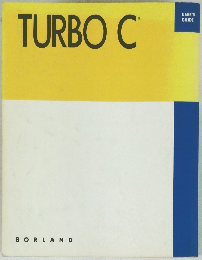 TURBO C®
USER'S
GUIDE
BORLAND